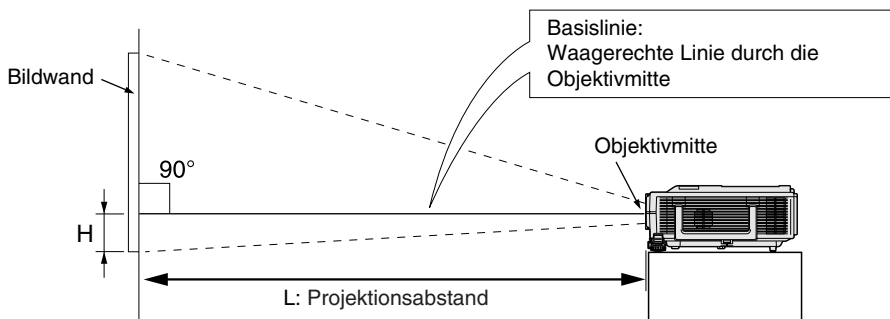 Basislinie:
Waagerechte Linie durch die
Objektivmitte
Bildwand
Objektivmitte
90°
H
L: Projektionsabstand